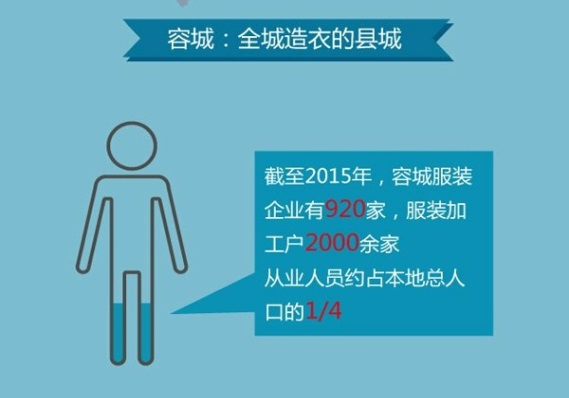 容城：全城造衣的县城
截至2015年，容城服装
企业有920家，服装加
工户2000余家
从业人员约占本地总人
口的1/4